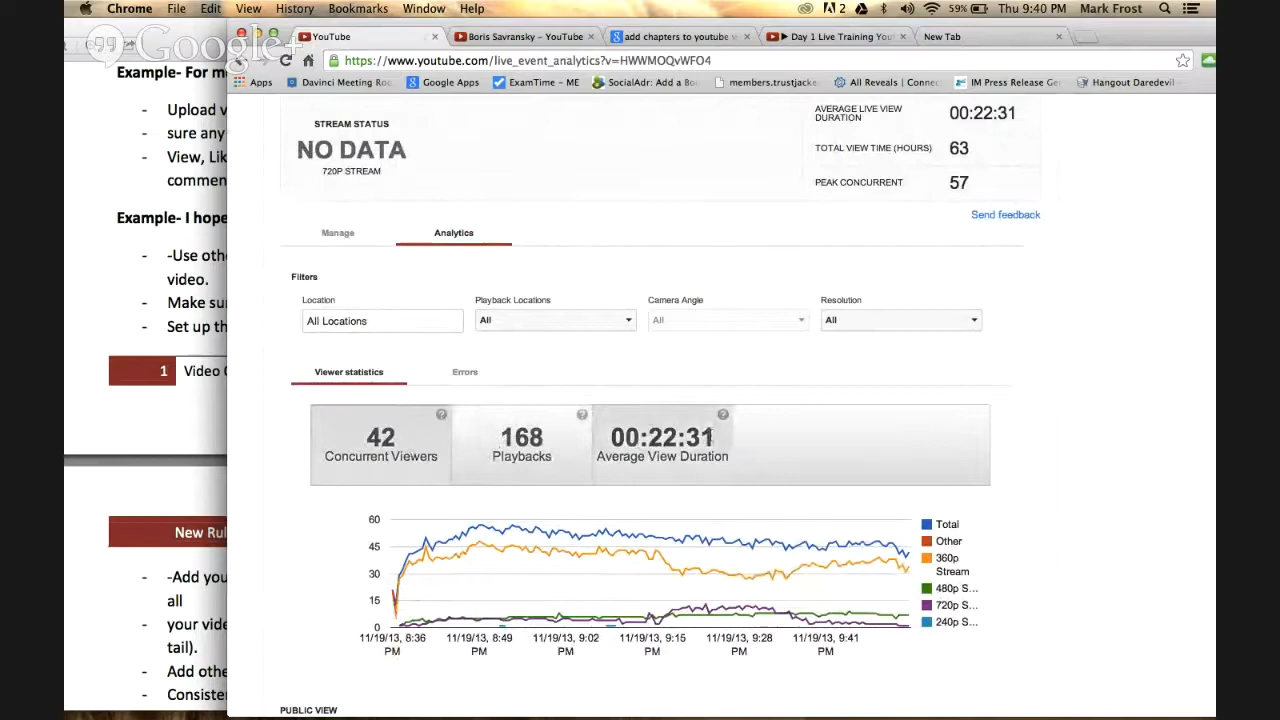 Chrome File Edit View History Bookmarks Window Help 2 59% Thu 9:40 PM Mark Frost
Google+
YouTube × Boris Savransky – YouTube × add chapters to youtube v × Day 1 Live Training You × New Tab ×
https://www.youtube.com/live_event_analytics?v=HWWMOQvWFO4
Apps Davinci Meeting Roo Google Apps ExamTime – ME SocialAdr: Add a Bo members.trustjacke All Reveals | Connec IM Press Release Ger Hangout Daredevil
Example- For m
- Upload v
- sure any
- View, Lik
commen
Example- I hope
- -Use oth
video.
- Make su
- Set up th
1 Video
New Rul
- -Add you
all
- your vide
tail).
- Add othe
- Consiste
STREAM STATUS
NO DATA
720P STREAM
AVERAGE LIVE VIEW
DURATION 00:22:31
TOTAL VIEW TIME (HOURS) 63
PEAK CONCURRENT 57
Send feedback
Manage Analytics
Filters
Location Playback Locations Camera Angle Resolution
All Locations All All All
Viewer statistics Errors
42 168 00:22:31
Concurrent Viewers Playbacks Average View Duration
60
45
30
15
0
11/19/13, 8:36 11/19/13, 8:49 11/19/13, 9:02 11/19/13, 9:15 11/19/13, 9:28 11/19/13, 9:41
PM PM PM PM PM PM
Total
Other
360p
Stream
480p S...
720p S...
240p S...
PUBLIC VIEW